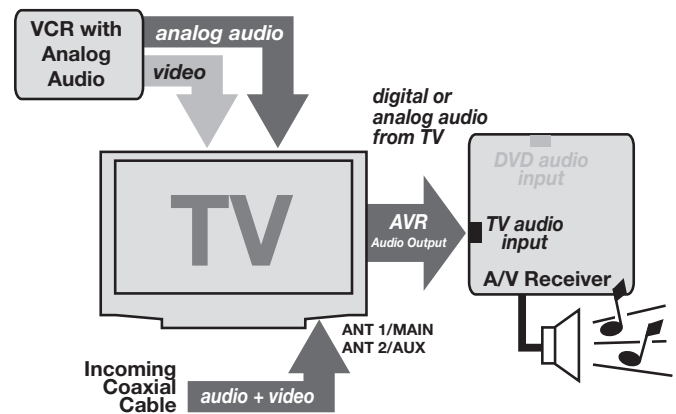 VCR with
Analog
Audio
analog audio
video
digital or
analog audio
from TV
DVD audio
input
TV
AVR
Audio Output
TV audio
input
A/V Receiver
ANT 1/MAIN
ANT 2/AUX
Incoming
Coaxial
Cable
audio + video